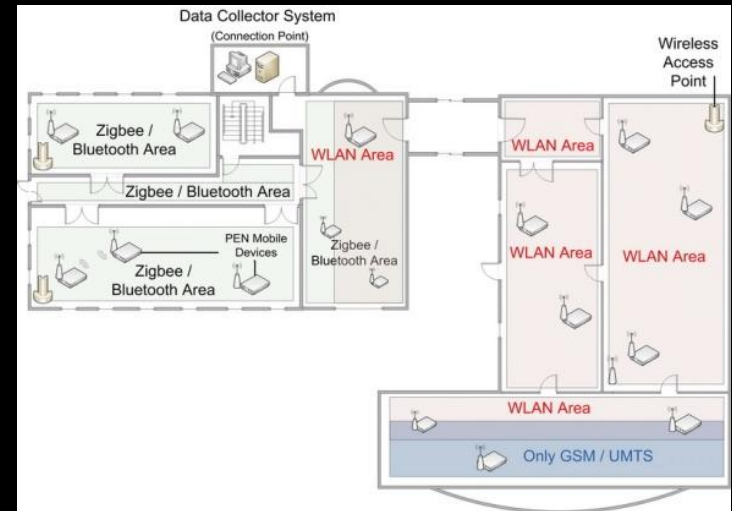 Data Collector System
(Connection Point)
Wireless
Access
Point
Zigbee /
Bluetooth Area
WLAN Area
WLAN Area
Zigbee / Bluetooth Area
PEN Mobile
Devices
Zigbee /
Bluetooth Area
Zigbee /
Bluetooth Area
WLAN Area
WLAN Area
WLAN Area
Only GSM / UMTS